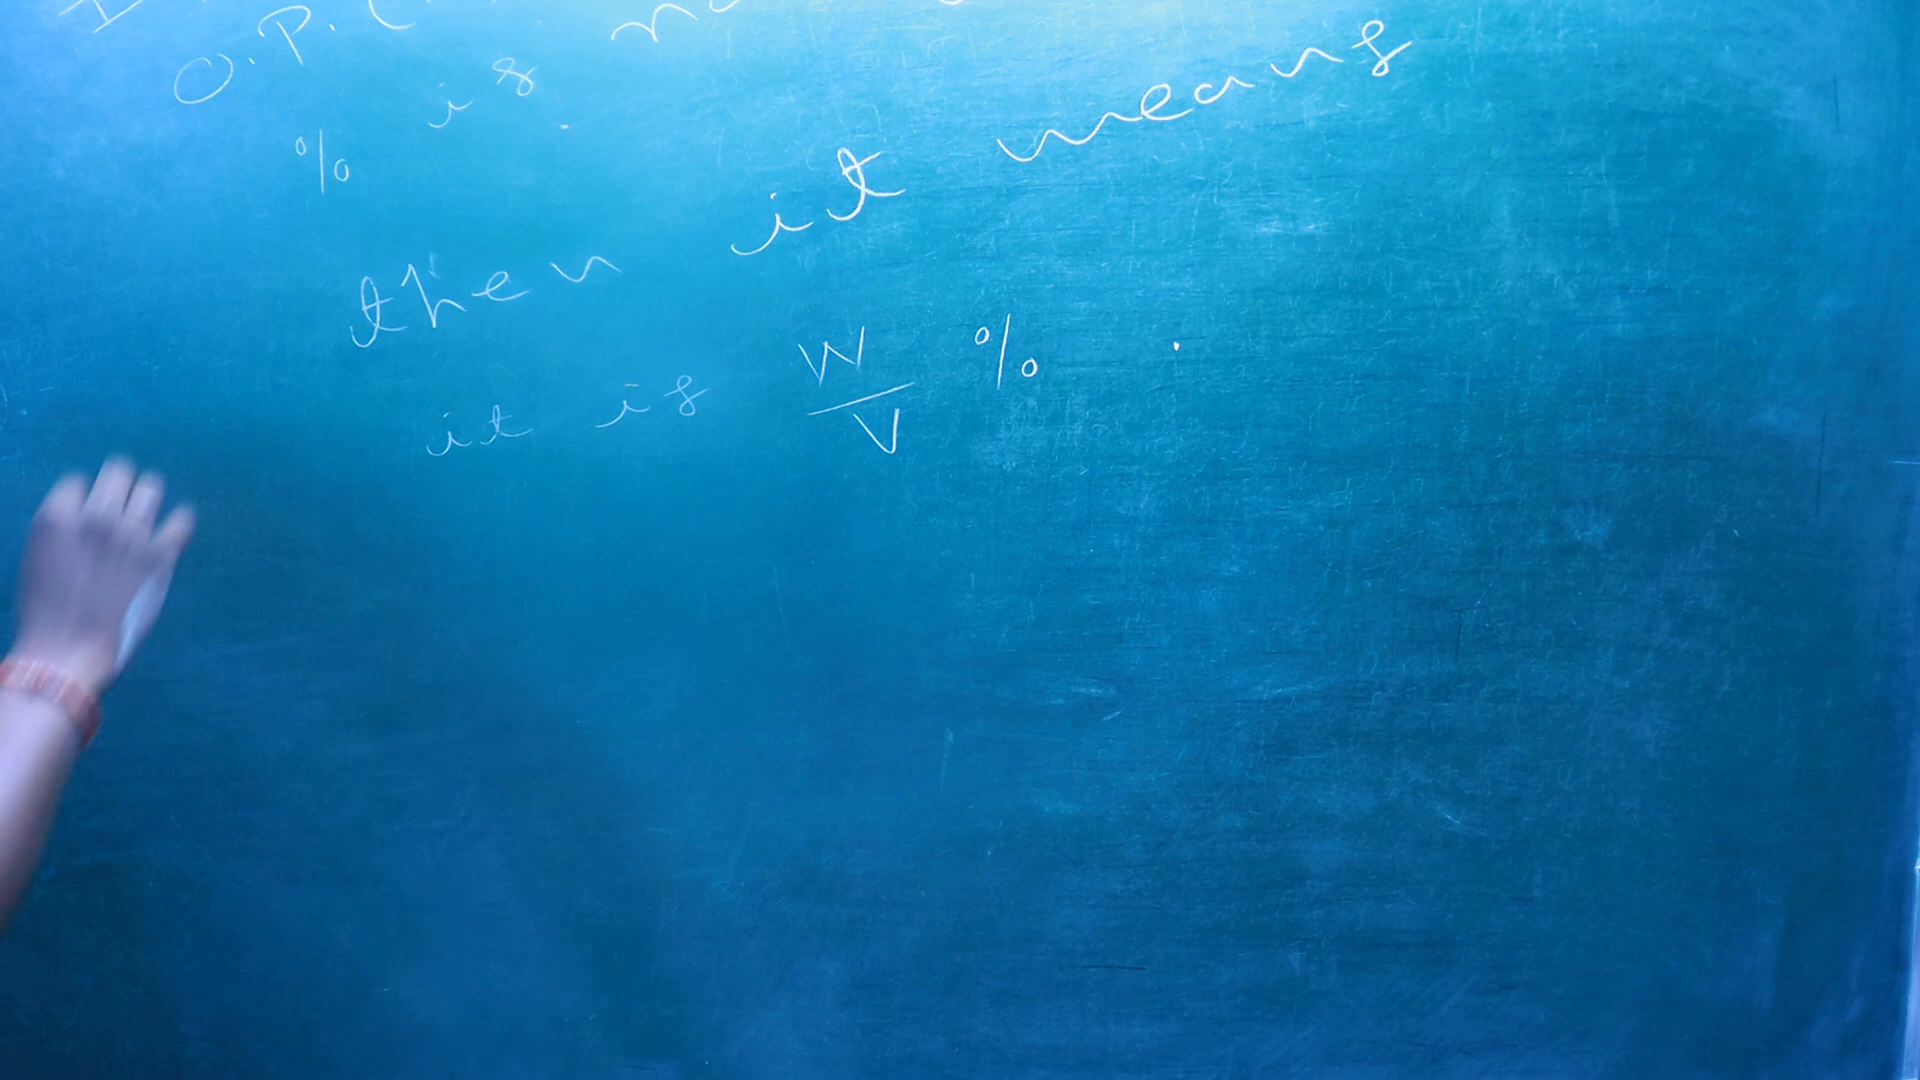 O.P.
% is
then it means
it is W/V %